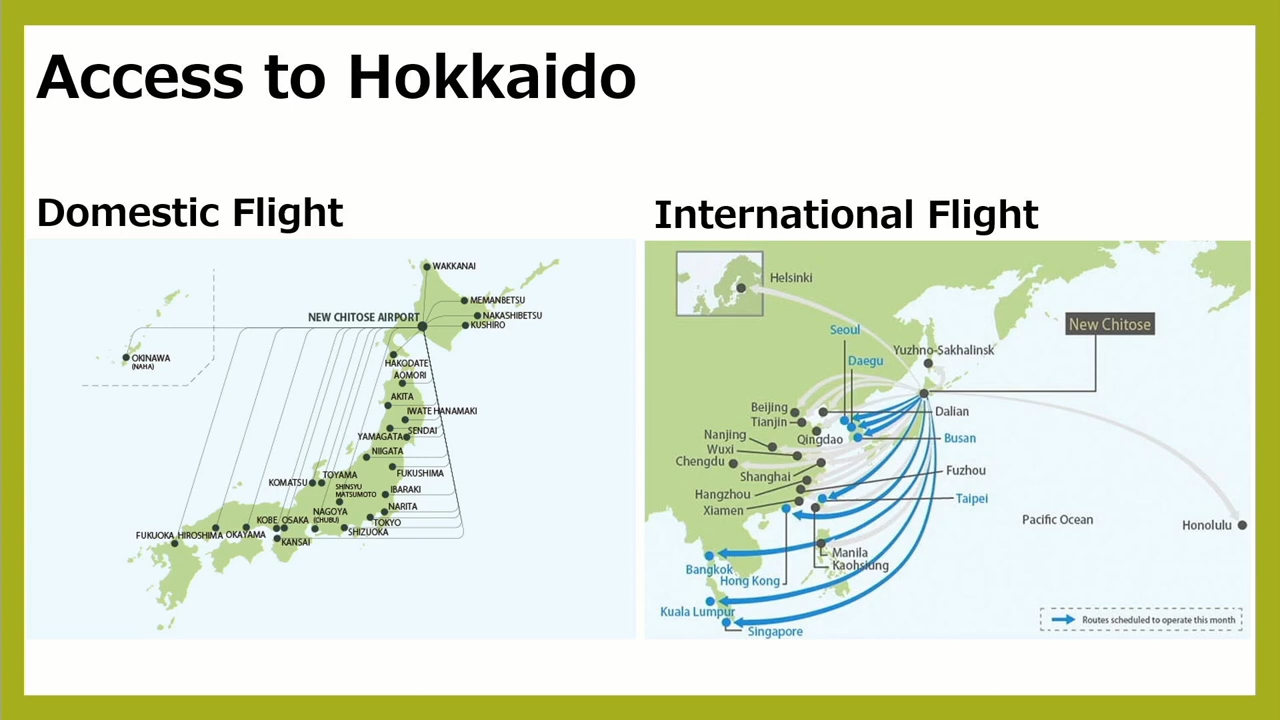 Access to Hokkaido
Domestic Flight
International Flight
WAKKANAI
MEMANBETSU
NEW CHITOSE AIRPORT
NAKASHIBETSU
KUSHIRO
OKINAWA
(NAHA)
HAKODATE
AOMORI
AKITA
IWATE HANAMAKI
SENDAI
YAMAGATA
NIIGATA
FUKUSHIMA
TOYAMA
KOMATSU
SHINSYU
MATSUMOTO
IBARAKI
NARITA
NAGOYA
(CHUBU)
TOKYO
KOBE
OSAKA
SHIZUOKA
FUKUOKA
HIROSHIMA
OKAYAMA
KANSAI
Helsinki
New Chitose
Seoul
Yuzhno-Sakhalinsk
Daegu
Beijing
Dalian
Tianjin
Qingdao
Nanjing
Busan
Wuxi
Chengdu
Fuzhou
Shanghai
Hangzhou
Taipei
Xiamen
Pacific Ocean
Honolulu
Manila
Kaohsiung
Bangkok
Hong Kong
Kuala Lumpur
Singapore
Routes scheduled to operate this month